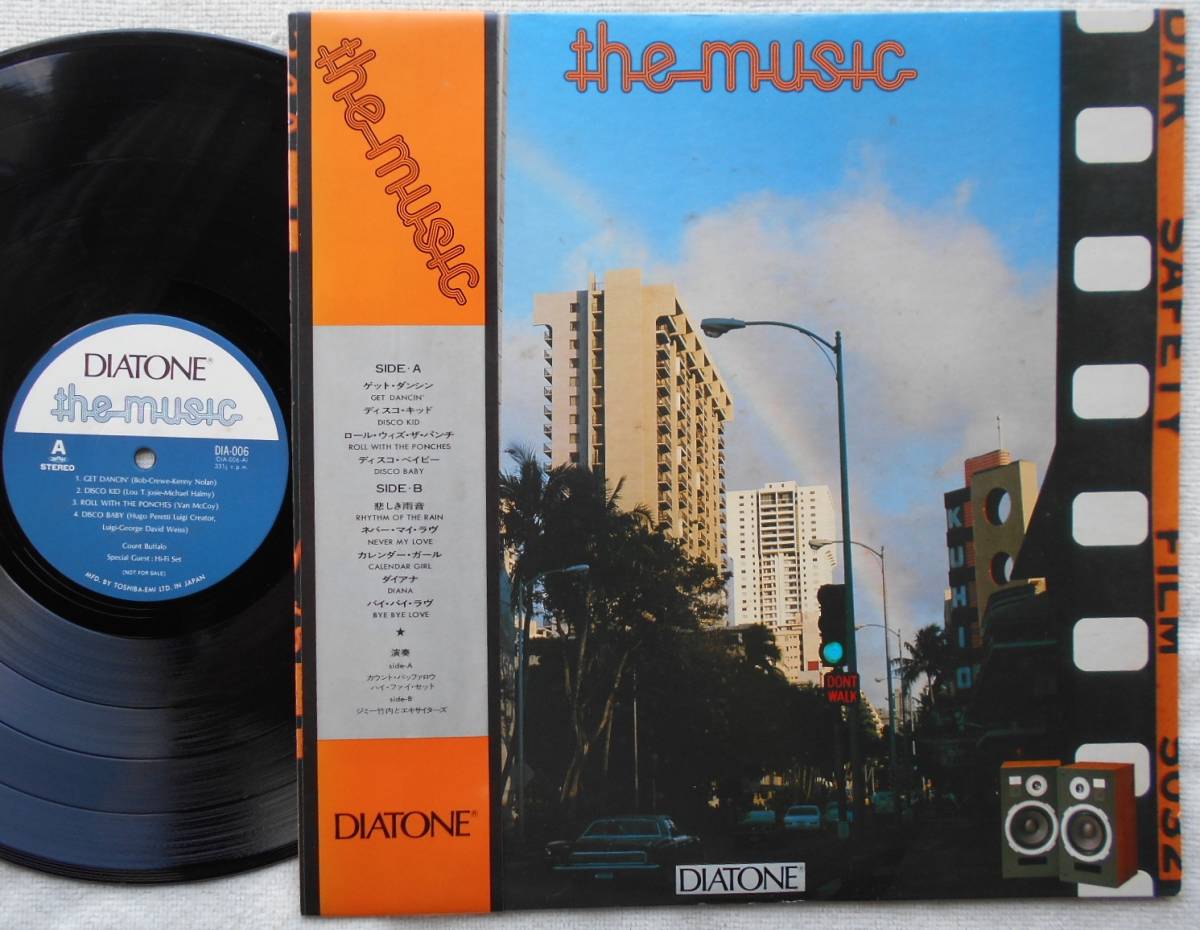 DIATONE®
the music
A
STEREO
DIA-006
(DIA-006-A)
33⅓ r.p.m.
1. GET DANCIN' (Bob-Crewe-Kenny Nolan)
2. DISCO KID (Lou T. Josie-Michael Halmy)
3. ROLL WITH THE PONCHES (Van McCoy)
4. DISCO BABY (Hugo Peretti Luigi Creator,
Luigi-George David Weiss)
Count Buffalo
Special Guest : Hi-Fi Set
(NOT FOR SALE)
MFD. BY TOSHIBA-EMI LTD. IN JAPAN
the music
SIDE・A
ゲット・ダンシン
GET DANCIN'
ディスコ・キッド
DISCO KID
ロール・ウィズ・ザ・パンチ
ROLL WITH THE PONCHES
ディスコ・ベイビー
DISCO BABY
SIDE・B
悲しき雨音
RHYTHM OF THE RAIN
ネバー・マイ・ラヴ
NEVER MY LOVE
カレンダー・ガール
CALENDAR GIRL
ダイアナ
DIANA
バイ・バイ・ラヴ
BYE BYE LOVE
★
演奏
side-A
カウント・バッファロウ
ハイ・ファイ・セット
side-B
ジミー竹内とエキサイターズ
DIATONE®
the music
KUHIO
DONT
WALK
DIATONE®
DAK SAFETY FILM 5032